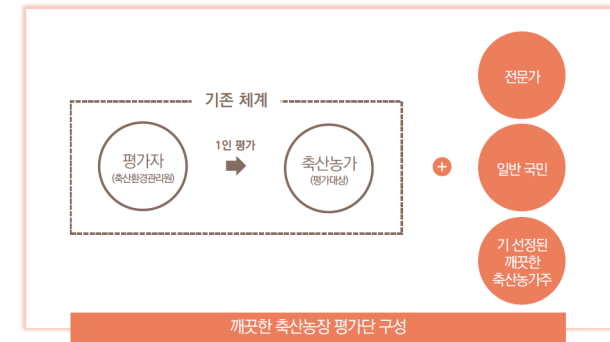 기존 체계
평가자
(축산환경관리원)
1인 평가
축산농가
(평가대상)
+
전문가
일반 국민
기 선정된
깨끗한
축산농가주
깨끗한 축산농장 평가단 구성